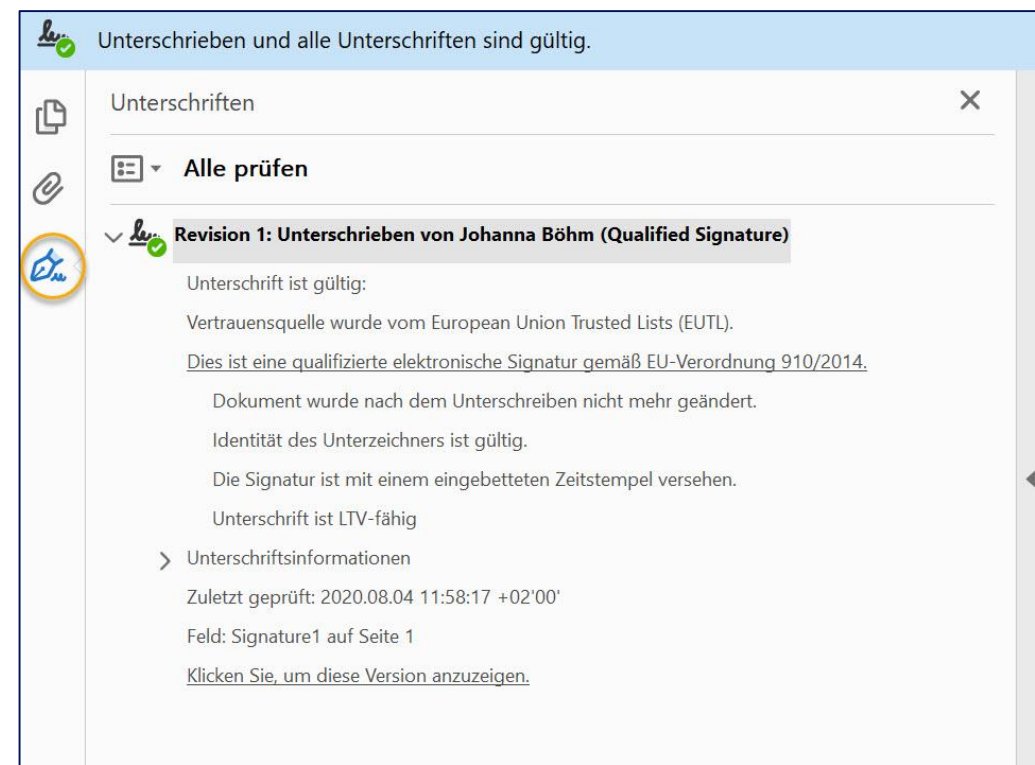 Unterschrieben und alle Unterschriften sind gültig.
Unterschriften
Alle prüfen
Revision 1: Unterschrieben von Johanna Böhm (Qualified Signature)
Unterschrift ist gültig:
Vertrauensquelle wurde vom European Union Trusted Lists (EUTL).
Dies ist eine qualifizierte elektronische Signatur gemäß EU-Verordnung 910/2014.
Dokument wurde nach dem Unterschreiben nicht mehr geändert.
Identität des Unterzeichners ist gültig.
Die Signatur ist mit einem eingebetteten Zeitstempel versehen.
Unterschrift ist LTV-fähig
Unterschriftsinformationen
Zuletzt geprüft: 2020.08.04 11:58:17 +02'00'
Feld: Signature1 auf Seite 1
Klicken Sie, um diese Version anzuzeigen.